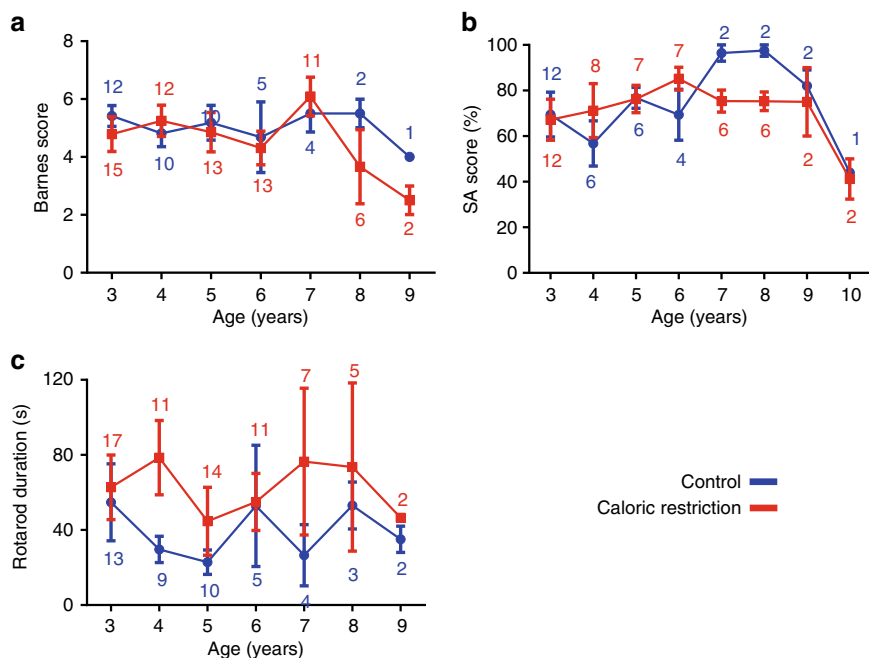 a
8
6
4
2
0
Barnes score
12 12 10 5 11 2 1
15 10 13 13 4 6 2
3 4 5 6 7 8 9
Age (years)
b
100
80
60
40
20
0
SA score (%)
12 8 7 7 2 2 2 1
12 6 6 4 6 6 2 2
3 4 5 6 7 8 9 10
Age (years)
c
120
80
40
0
Rotarod duration (s)
17 11 14 11 7 5 2
13 9 10 5 4 3 2
3 4 5 6 7 8 9
Age (years)
Control
Caloric restriction